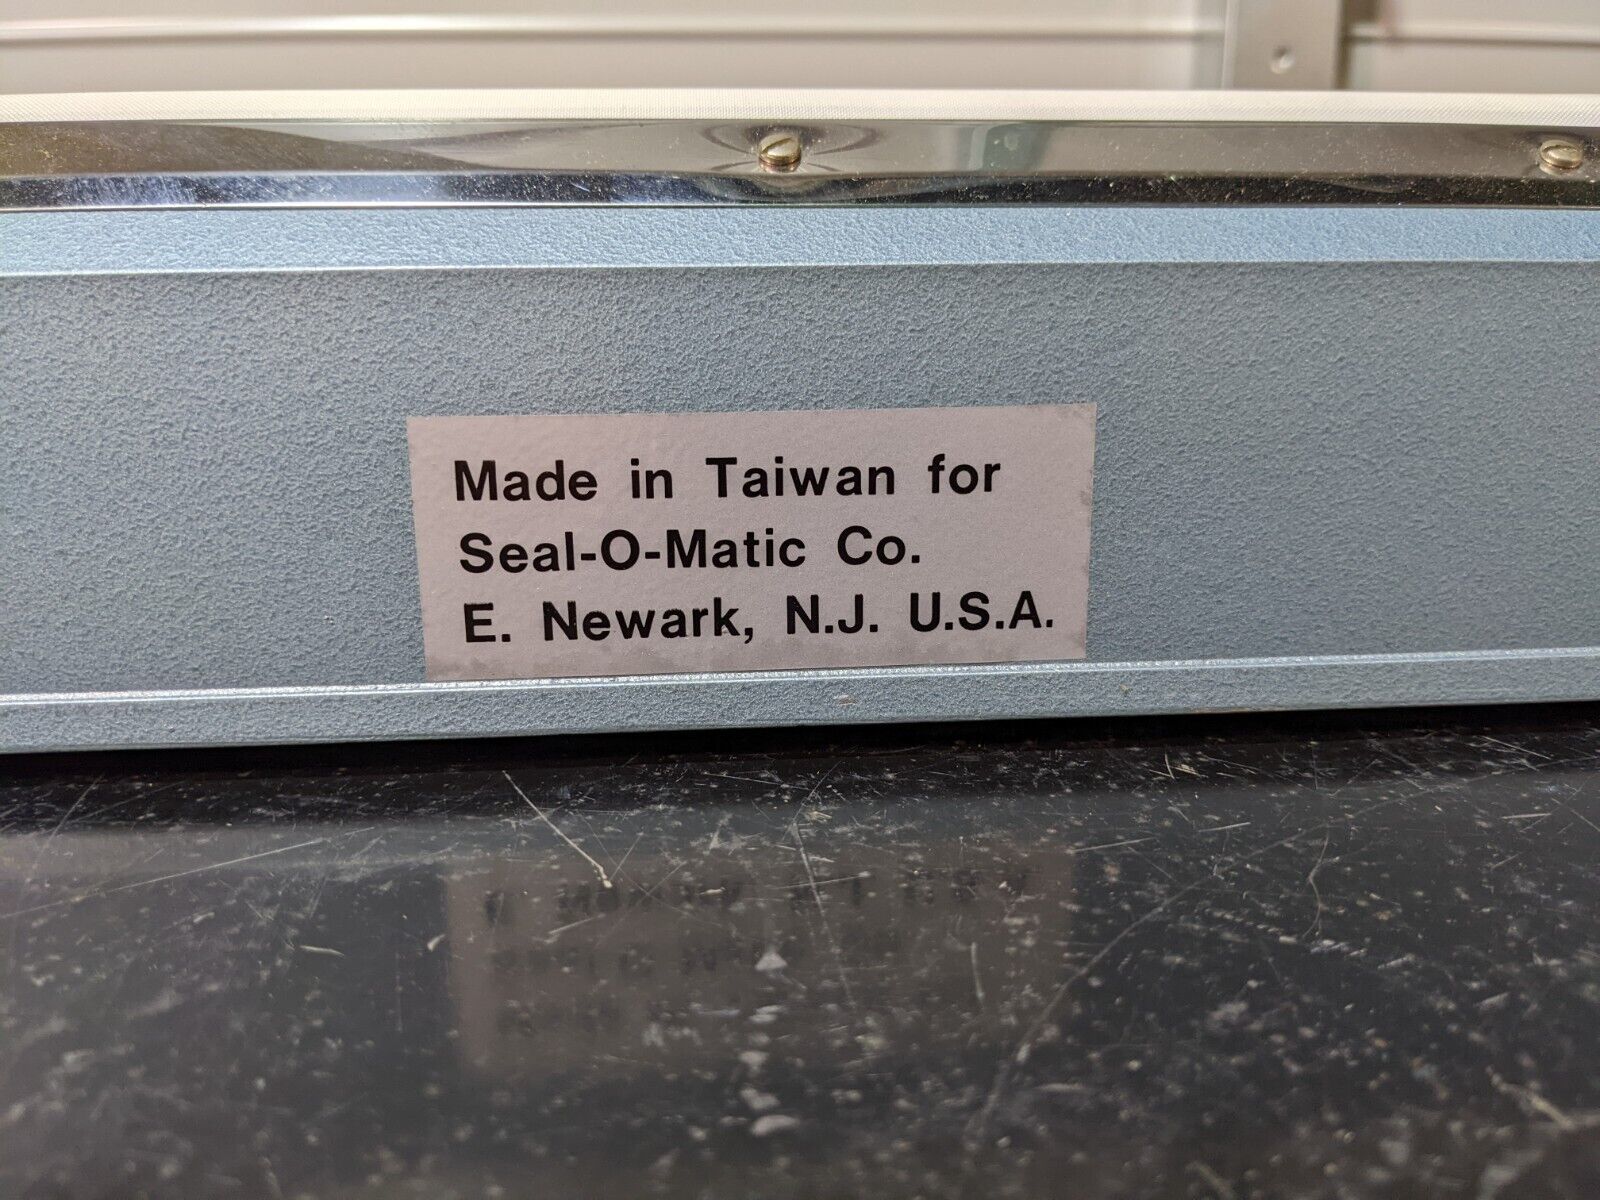 Made in Taiwan for
Seal-O-Matic Co.
E. Newark, N.J. U.S.A.